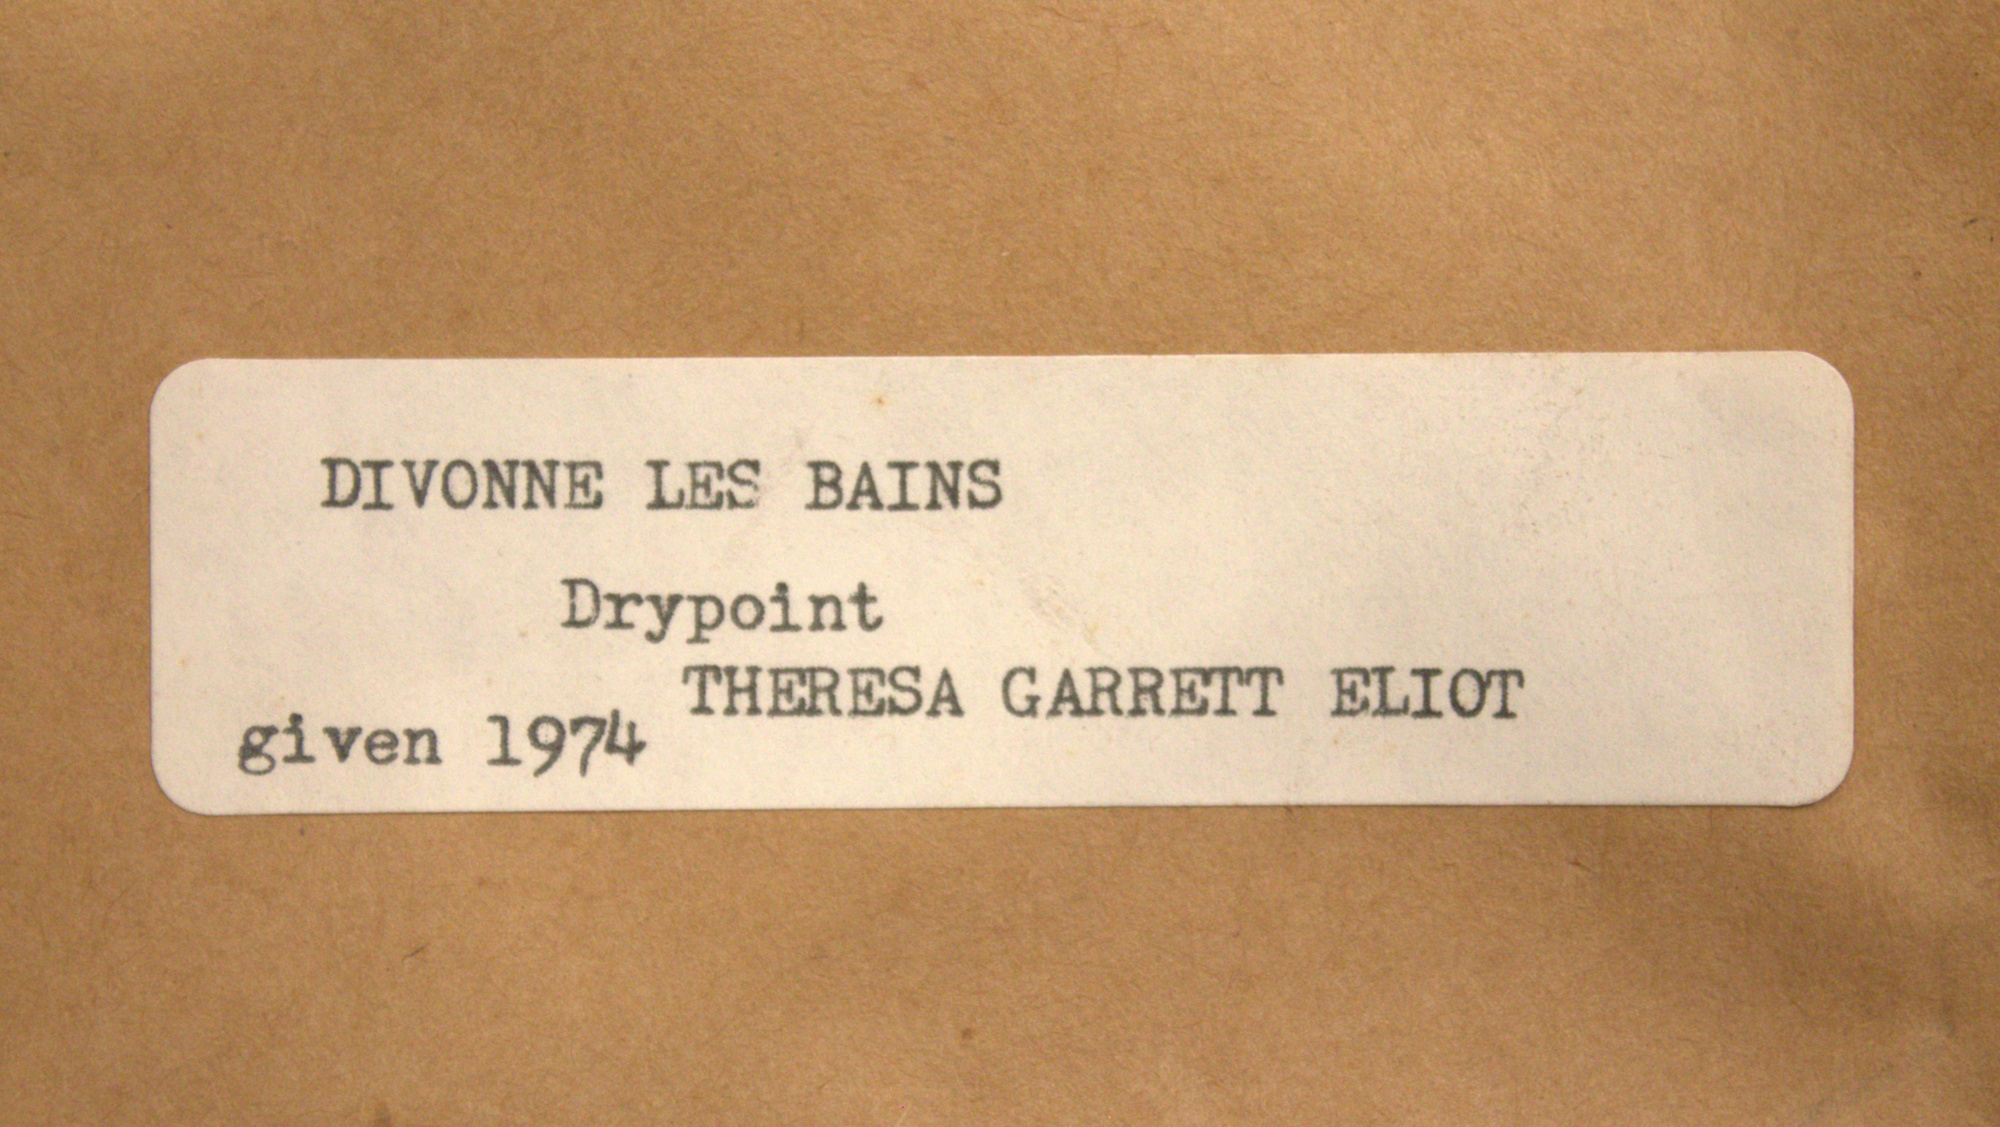 DIVONNE LES BAINS
Drypoint
THERESA GARRETT ELIOT
given 1974